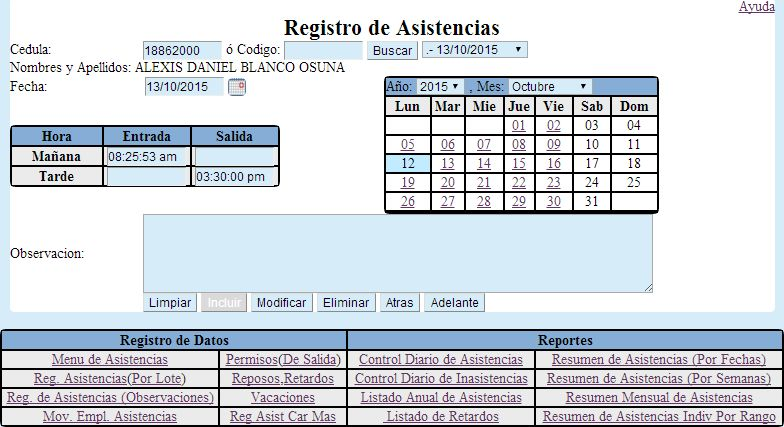 Ayuda
Registro de Asistencias
Cedula: 18862000 ó Codigo: Buscar .- 13/10/2015
Nombres y Apellidos: ALEXIS DANIEL BLANCO OSUNA
Fecha: 13/10/2015
Año: 2015 , Mes: Octubre
Lun Mar Mie Jue Vie Sab Dom
01 02 03 04
05 06 07 08 09 10 11
12 13 14 15 16 17 18
19 20 21 22 23 24 25
26 27 28 29 30 31
Hora Entrada Salida
Mañana 08:25:53 am
Tarde 03:30:00 pm
Observacion:
Limpiar Incluir Modificar Eliminar Atras Adelante
Registro de Datos Reportes
Menu de Asistencias Permisos(De Salida) Control Diario de Asistencias Resumen de Asistencias (Por Fechas)
Reg. Asistencias(Por Lote) Reposos,Retardos Control Diario de Inasistencias Resumen de Asistencias (Por Semanas)
Reg. de Asistencias (Observaciones) Vacaciones Listado Anual de Asistencias Resumen Mensual de Asistencias
Mov. Empl. Asistencias Reg Asist Car Mas Listado de Retardos Resumen de Asistencias Indiv Por Rango